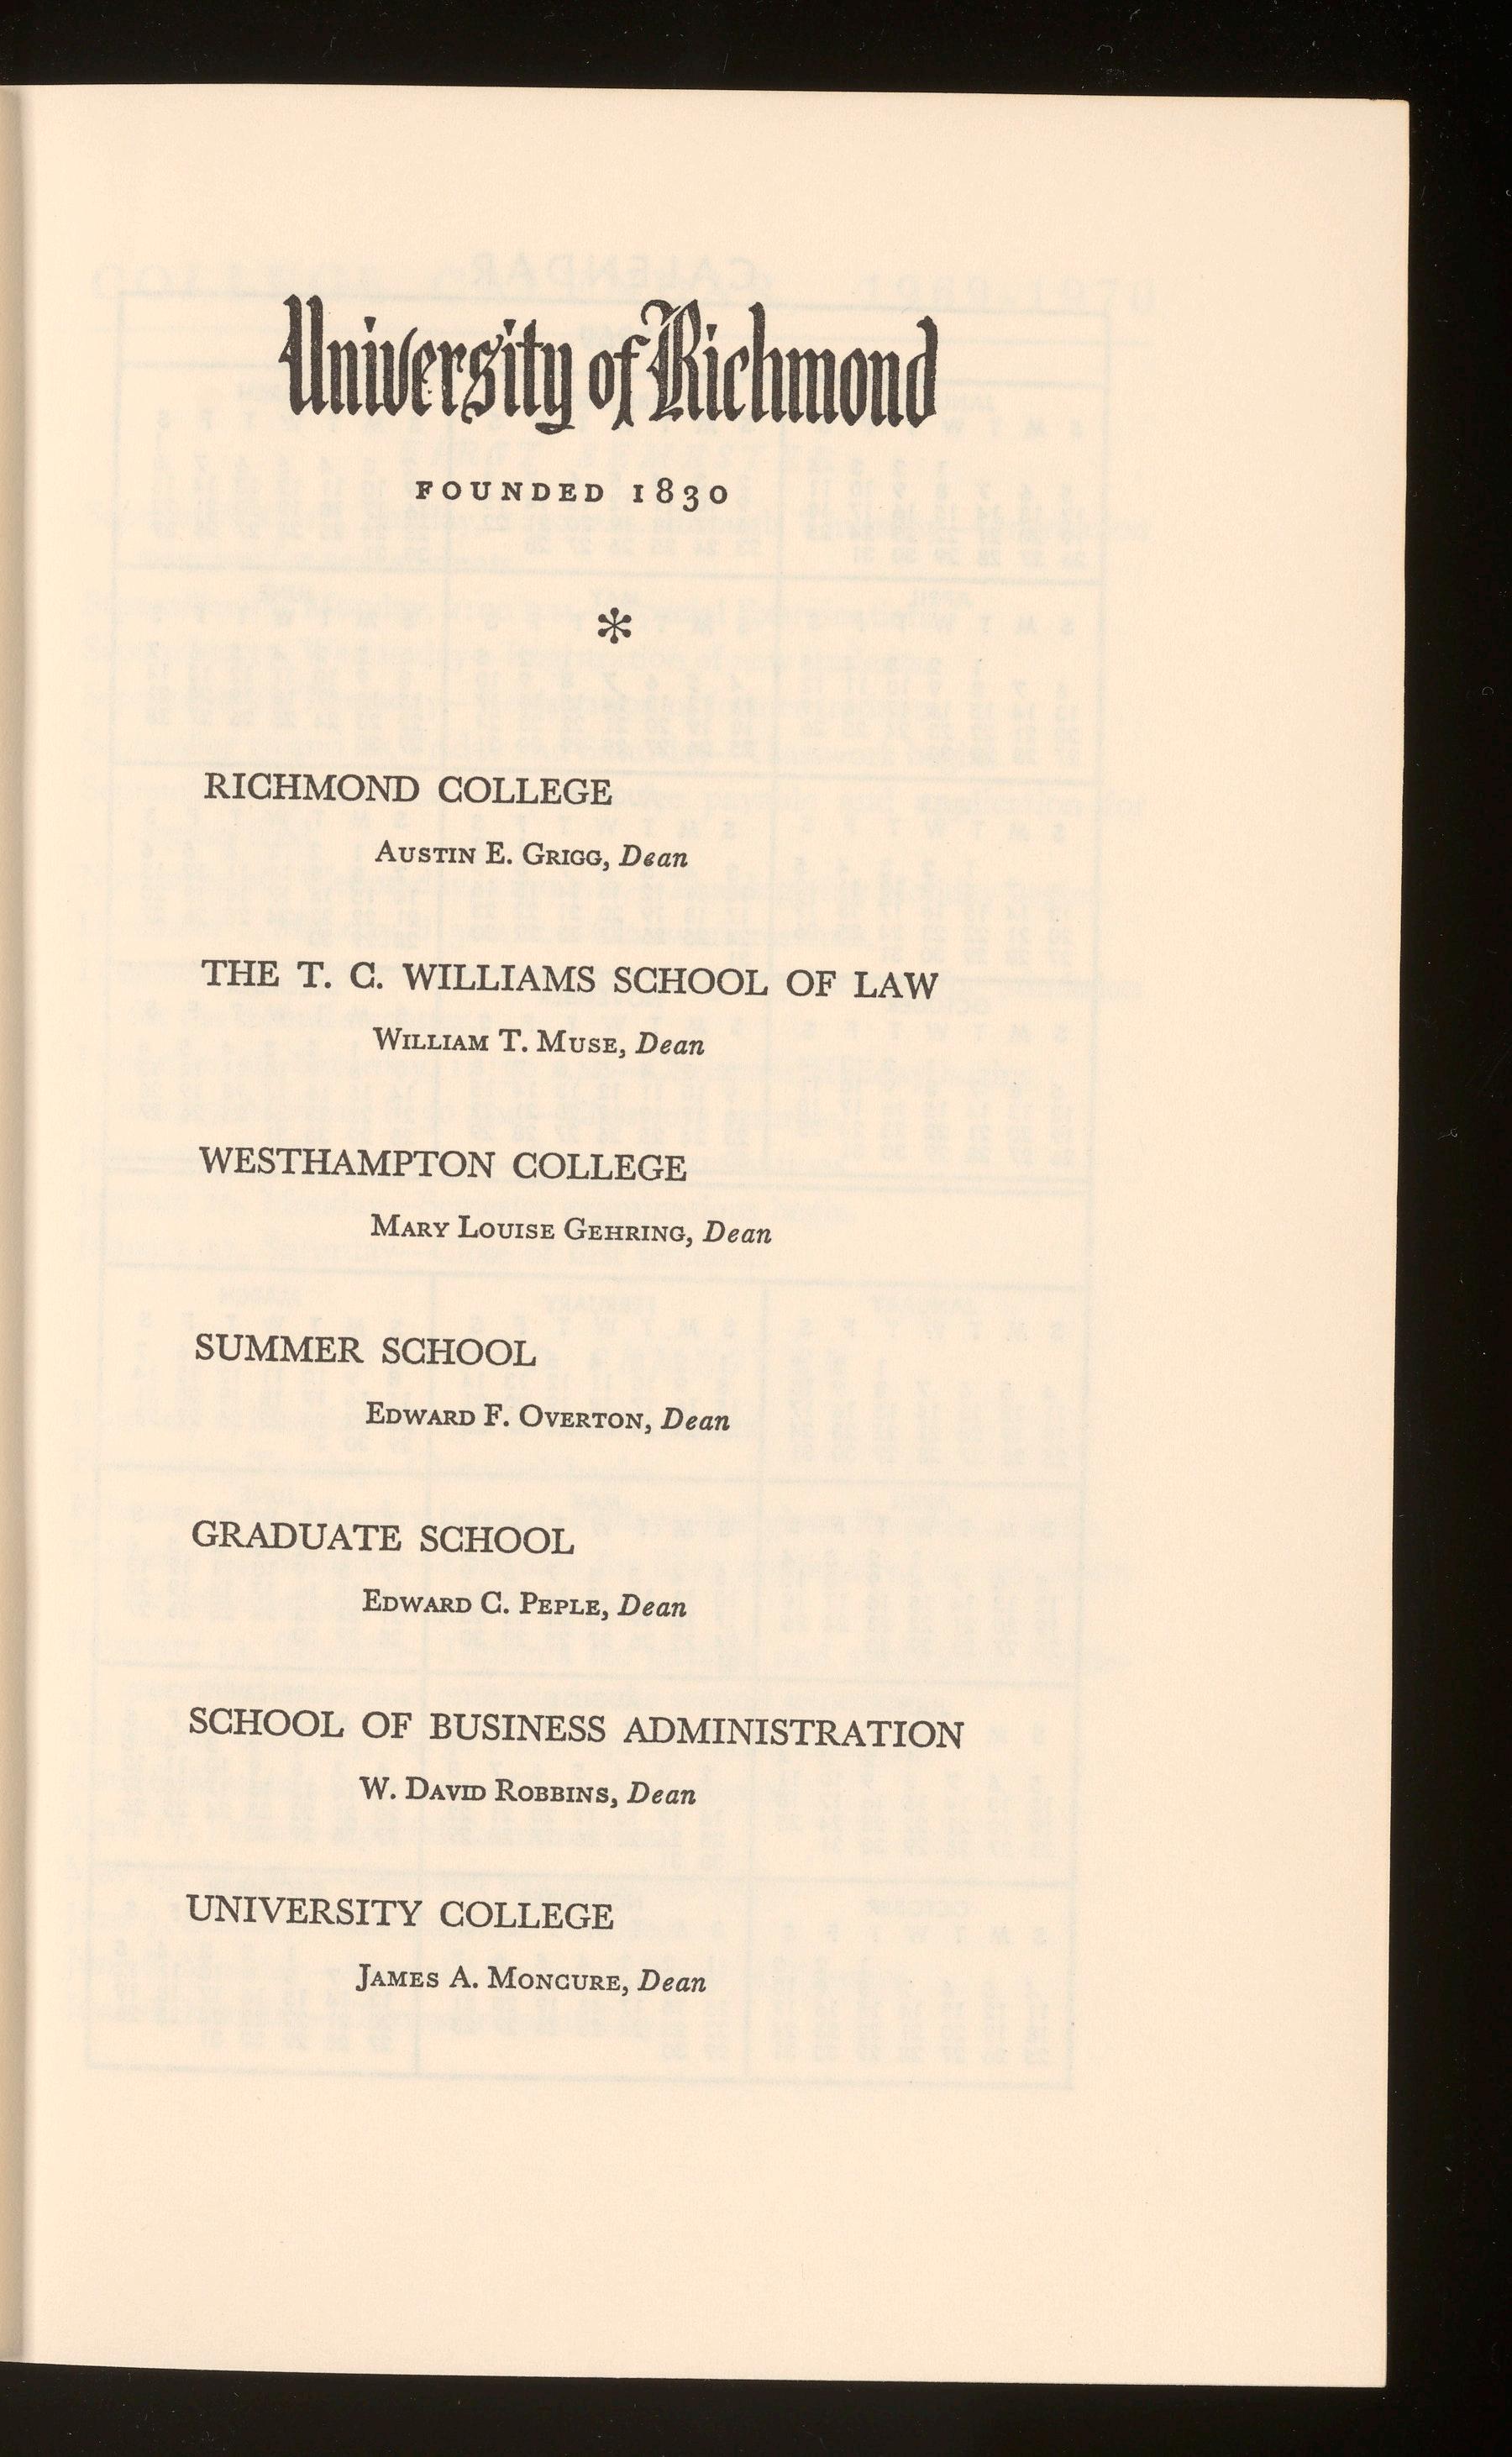 University of Richmond
FOUNDED 1830
*
RICHMOND COLLEGE
AUSTIN E. GRIGG, Dean
THE T. C. WILLIAMS SCHOOL OF LAW
WILLIAM T. MUSE, Dean
WESTHAMPTON COLLEGE
MARY LOUISE GEHRING, Dean
SUMMER SCHOOL
EDWARD F. OVERTON, Dean
GRADUATE SCHOOL
EDWARD C. PEPLE, Dean
SCHOOL OF BUSINESS ADMINISTRATION
W. DAVID ROBBINS, Dean
UNIVERSITY COLLEGE
JAMES A. MONCURE, Dean